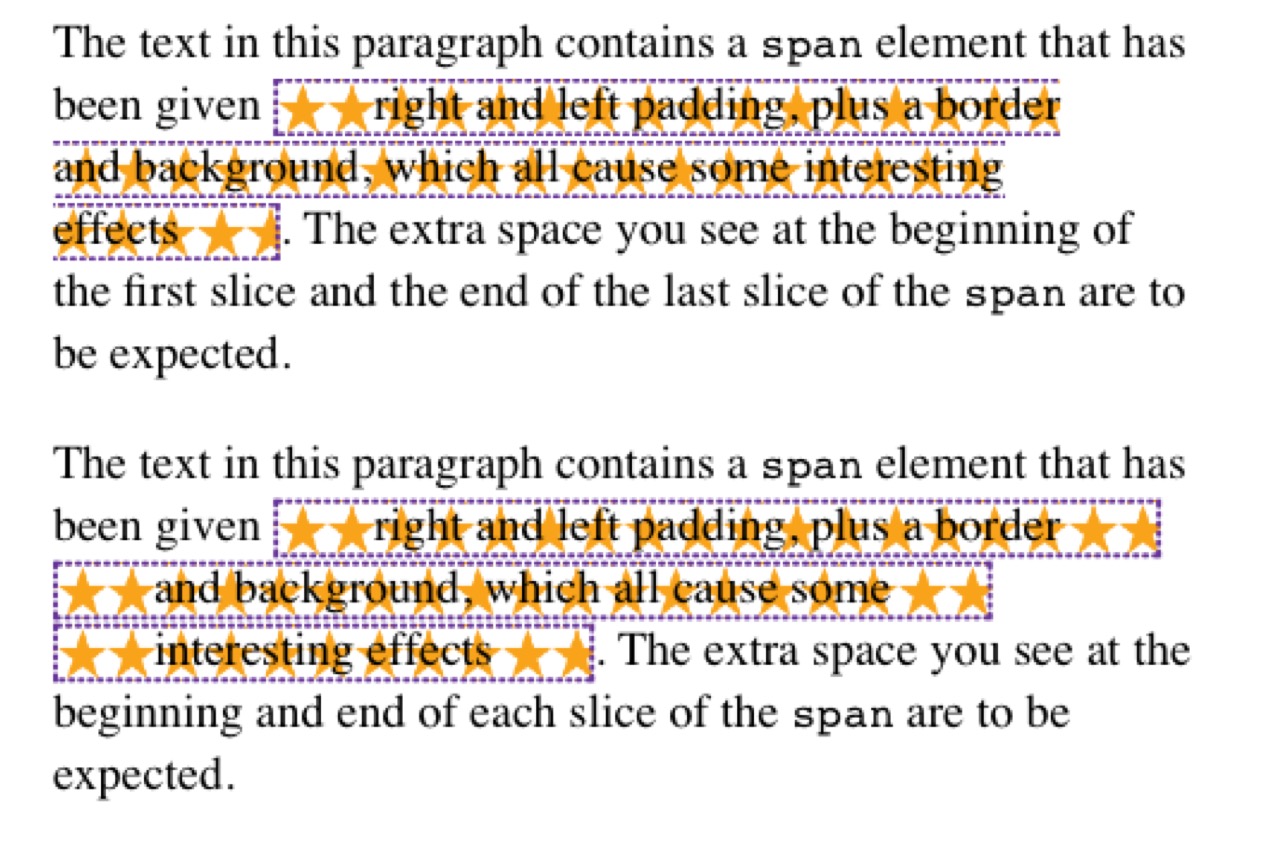 The text in this paragraph contains a span element that has
been given right and left padding, plus a border
and background, which all cause some interesting
effects. The extra space you see at the beginning of
the first slice and the end of the last slice of the span are to
be expected.
The text in this paragraph contains a span element that has
been given right and left padding, plus a border
and background, which all cause some
interesting effects. The extra space you see at the
beginning and end of each slice of the span are to be
expected.